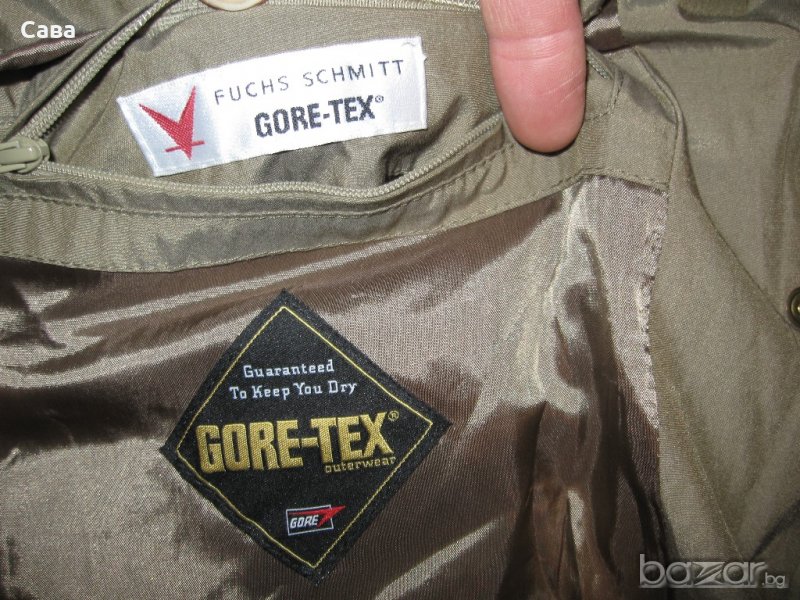 Сава
FUCHS SCHMITT
GORE-TEX®
Guaranteed
To Keep You Dry
GORE-TEX®
outerwear
GORE
bazar.bg